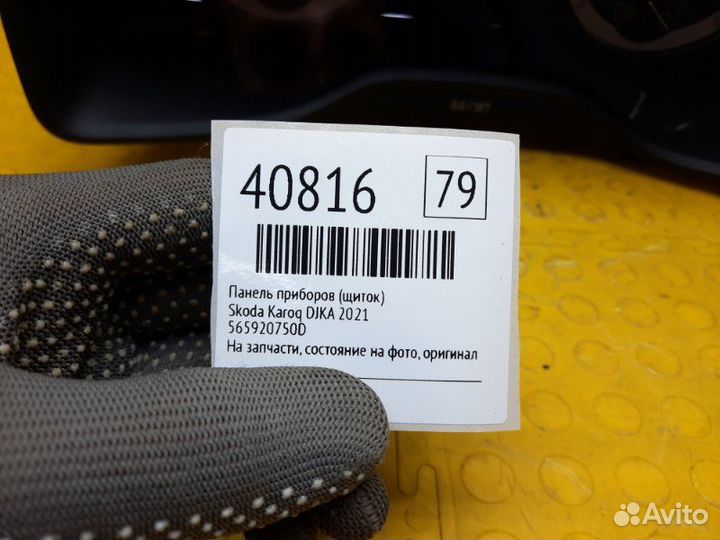 40816 79
Панель приборов (щиток)
Skoda Karoq DJKA 2021
565920750D
На запчасти, состояние на фото, оригинал
Avito